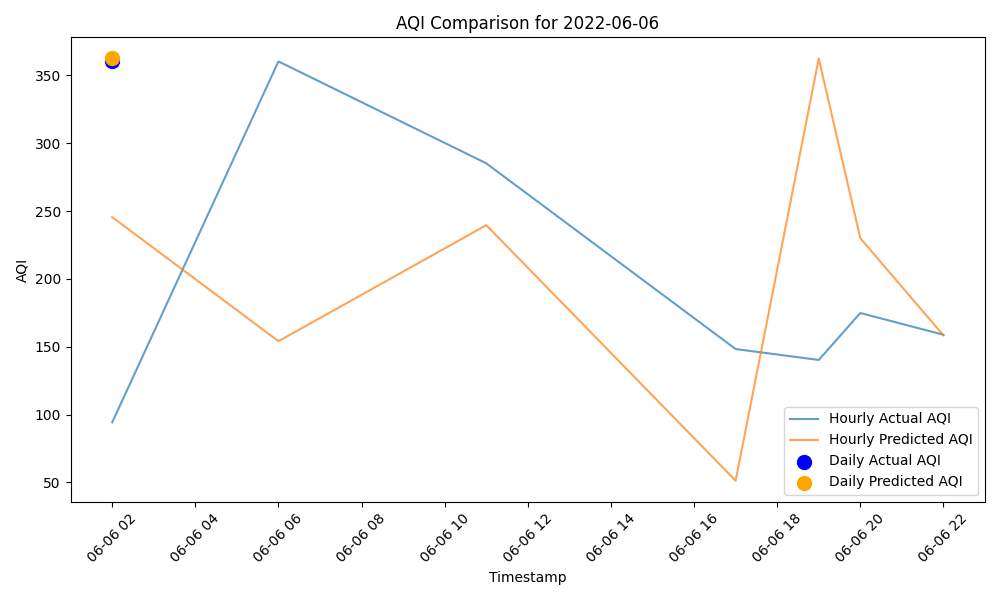 AQI Comparison for 2022-06-06
AQI
350
300
250
200
150
100
50
Hourly Actual AQI
Hourly Predicted AQI
Daily Actual AQI
Daily Predicted AQI
06-06 02
06-06 04
06-06 06
06-06 08
06-06 10
06-06 12
06-06 14
06-06 16
06-06 18
06-06 20
06-06 22
Timestamp